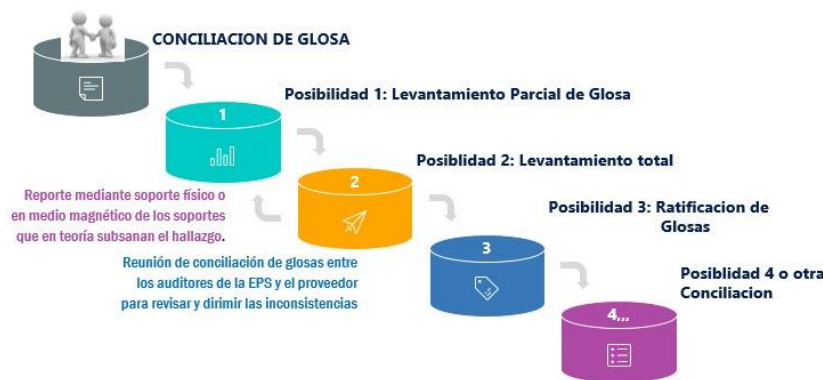 CONCILIACION DE GLOSA
Posibilidad 1: Levantamiento Parcial de Glosa
1
Posiblidad 2: Levantamiento total
2
Reporte mediante soporte físico o
en medio magnético de los soportes
que en teoría subsanan el hallazgo.
Posibilidad 3: Ratificacion de
Glosas
3
Reunión de conciliación de glosas entre
los auditores de la EPS y el proveedor
para revisar y dirimir las inconsistencias
Posiblidad 4 o otra
Conciliacion
4...